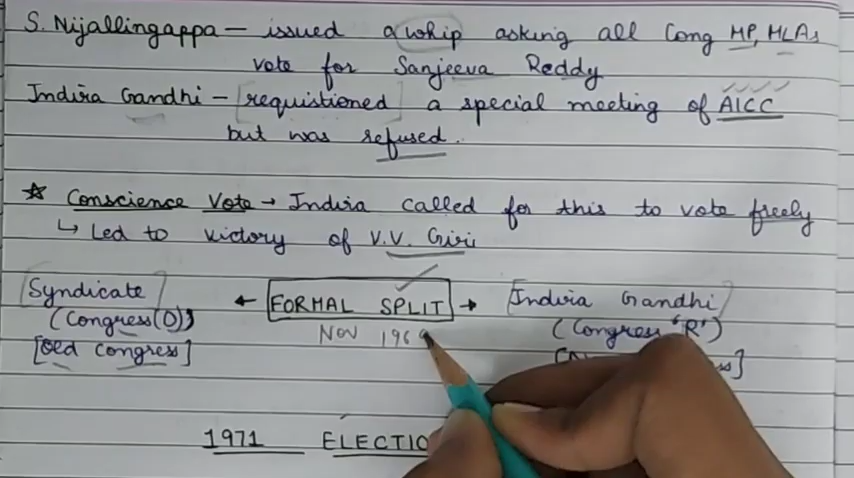 S. Nijallingappa – issued a whip asking all Cong MP, MLAs
vote for Sanjeeva Reddy
Indira Gandhi – [requistioned] a special meeting of AICC
but was refused.
☆ Conscience Vote → Indira called for this to vote freely
↳ Led to victory of V.V. Giri
[Syndicate] ← FORMAL SPLIT → [Indira Gandhi]
(Congress(O)) Nov 1969 (Congress 'R')
[Old Congress]
1971 ELECTIO